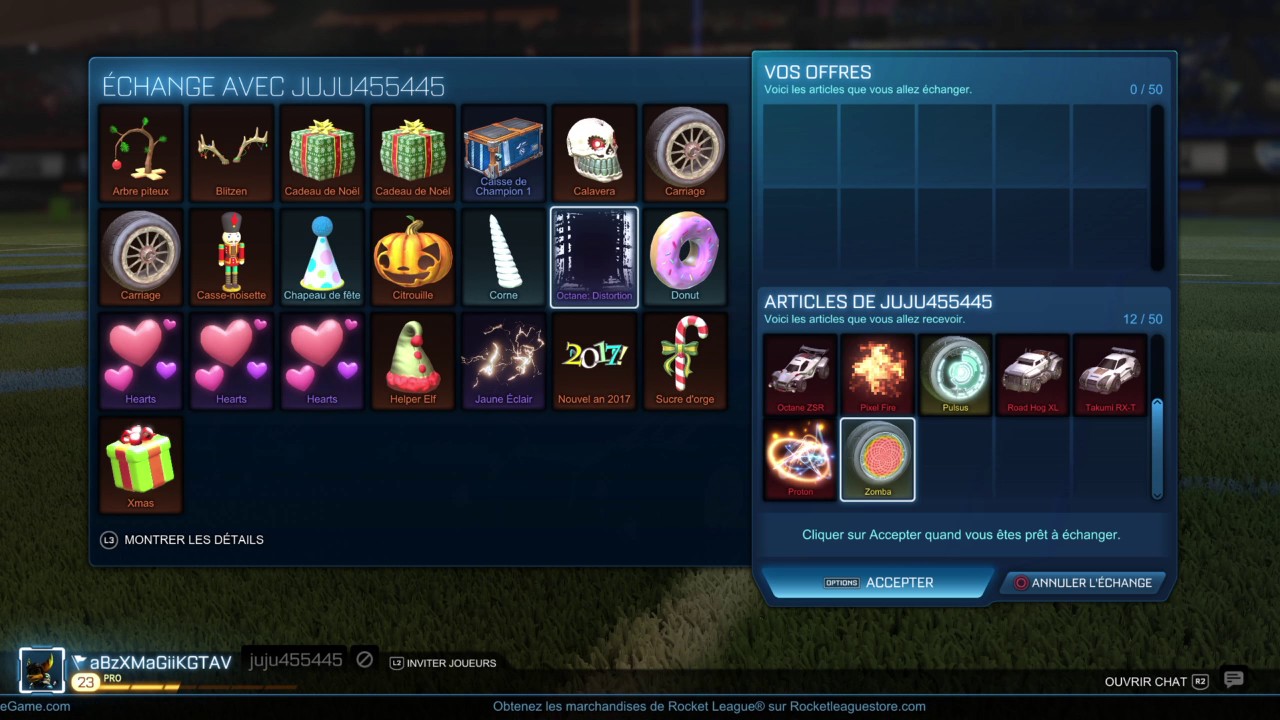 ÉCHANGE AVEC JUJU455445
Arbre piteux
Blitzen
Cadeau de Noël
Cadeau de Noël
Caisse de
Champion 1
Calavera
Carriage
Carriage
Casse-noisette
Chapeau de fête
Citrouille
Corne
Octane: Distortion
Donut
Hearts
Hearts
Hearts
Helper Elf
Jaune Éclair
2017!
Nouvel an 2017
Sucre d'orge
Xmas
L3 MONTRER LES DÉTAILS
VOS OFFRES
Voici les articles que vous allez échanger.
0 / 50
ARTICLES DE JUJU455445
Voici les articles que vous allez recevoir.
12 / 50
Octane ZSR
Pixel Fire
Pulsus
Road Hog XL
Takumi RX-T
Proton
Zomba
Cliquer sur Accepter quand vous êtes prêt à échanger.
OPTIONS ACCEPTER
ANNULER L'ÉCHANGE
aBzXMaGiiKGTAV
23 PRO
juju455445
L2 INVITER JOUEURS
OUVRIR CHAT R2
eGame.com
Obtenez les marchandises de Rocket League® sur Rocketleaguestore.com